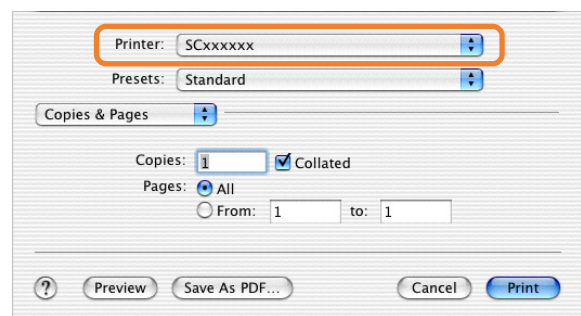 Printer: SCxxxxxx
Presets: Standard
Copies & Pages
Copies: 1 Collated
Pages: All
From: 1 to: 1
? Preview Save As PDF... Cancel Print